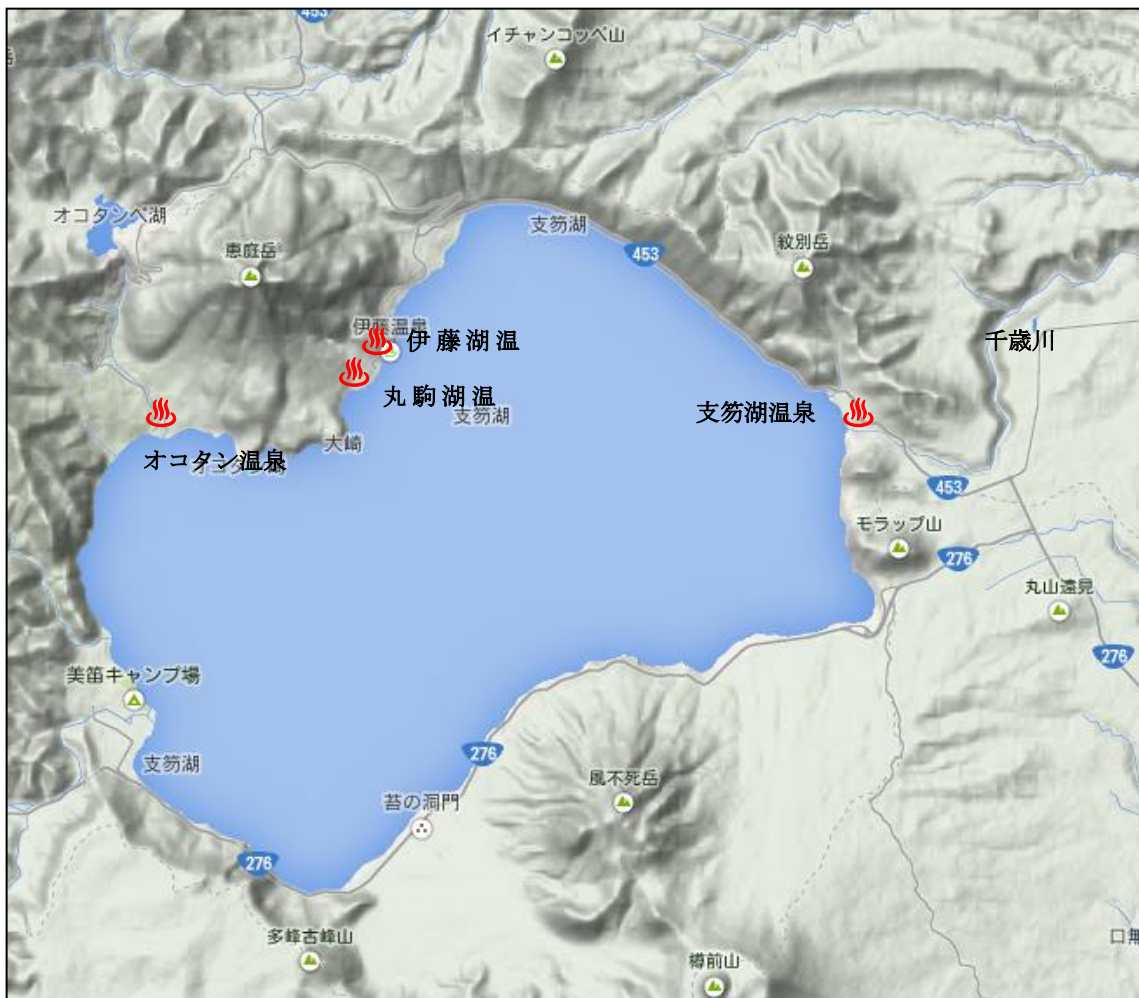 453
イチャンコッペ山
オコタンペ湖
支笏湖
恵庭岳
453
紋別岳
伊藤温泉
伊 藤 湖 温
千歳川
丸 駒 湖 温
支笏湖
支笏湖温泉
大崎
オコタン温泉
453
モラップ山
276
丸山遠見
276
美笛キャンプ場
支笏湖
276
風不死岳
苔の洞門
276
多峰古峰山
樽前山
口無